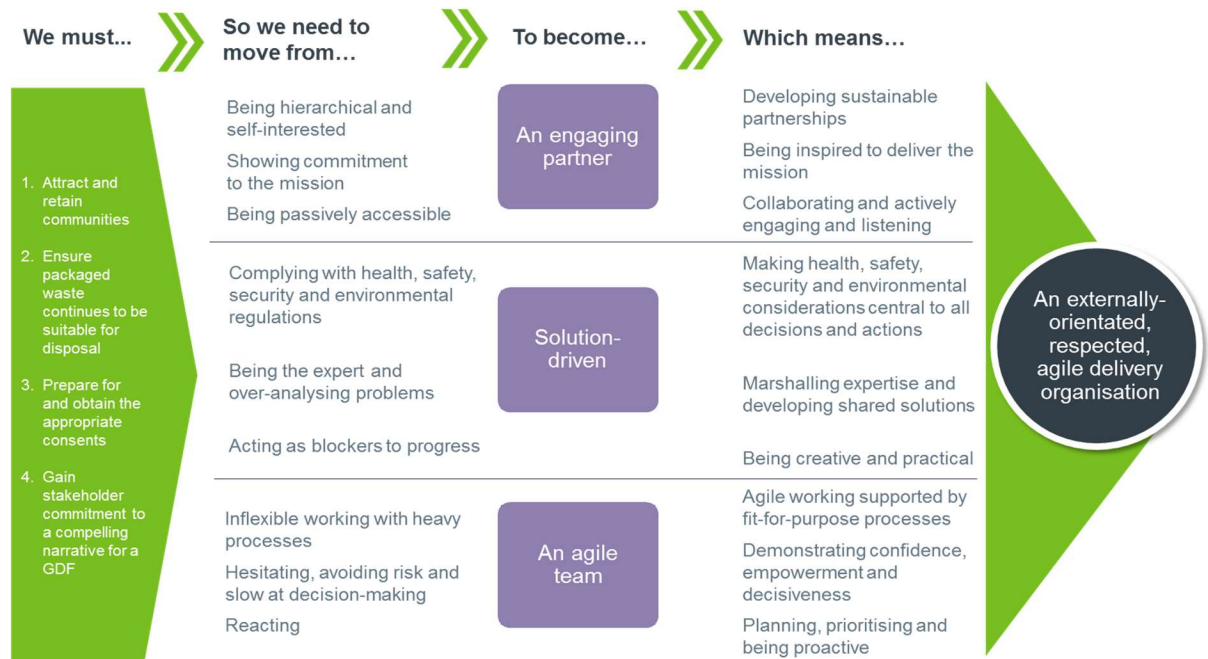 We must...
So we need to
move from…
To become…
Which means…
1. Attract and
retain
communities
2. Ensure
packaged
waste
continues to be
suitable for
disposal
3. Prepare for
and obtain the
appropriate
consents
4. Gain
stakeholder
commitment to
a compelling
narrative for a
GDF
Being hierarchical and
self-interested
Showing commitment
to the mission
Being passively accessible
An engaging
partner
Developing sustainable
partnerships
Being inspired to deliver the
mission
Collaborating and actively
engaging and listening
Complying with health, safety,
security and environmental
regulations
Being the expert and
over-analysing problems
Acting as blockers to progress
Solution-
driven
Making health, safety,
security and environmental
considerations central to all
decisions and actions
Marshalling expertise and
developing shared solutions
Being creative and practical
Inflexible working with heavy
processes
Hesitating, avoiding risk and
slow at decision-making
Reacting
An agile
team
Agile working supported by
fit-for-purpose processes
Demonstrating confidence,
empowerment and
decisiveness
Planning, prioritising and
being proactive
An externally-
orientated,
respected,
agile delivery
organisation